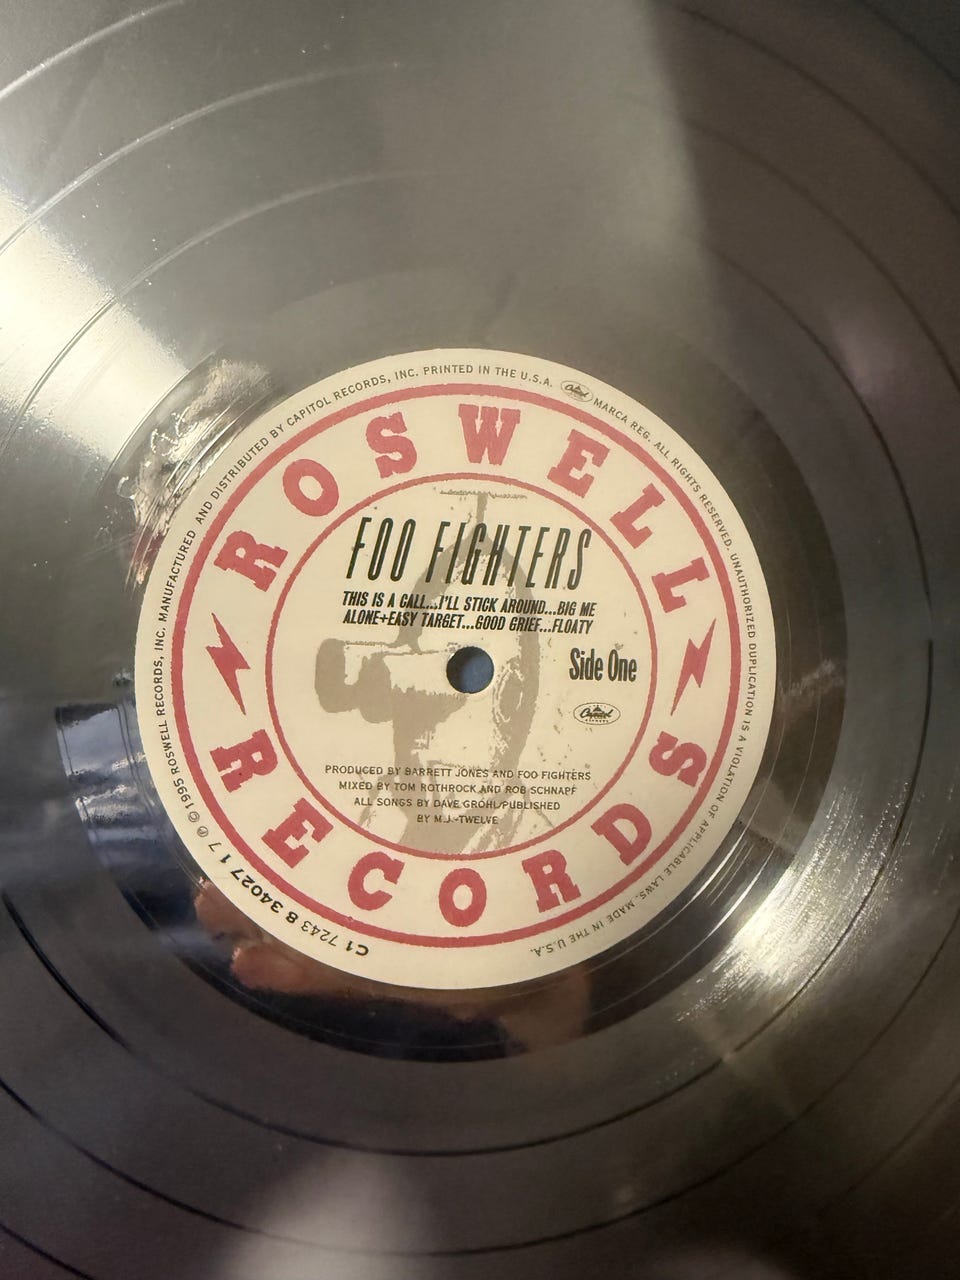 ROSWELL
RECORDS
FOO FIGHTERS
THIS IS A CALL...I'LL STICK AROUND...BIG ME
ALONE+EASY TARGET...GOOD GRIEF...FLOATY
Side One
Capitol
RECORDS
PRODUCED BY BARRETT JONES AND FOO FIGHTERS
MIXED BY TOM ROTHROCK AND ROB SCHNAPF
ALL SONGS BY DAVE GROHL/PUBLISHED
BY M.J.-TWELVE
C1 7243 8 34027 1 7 ℗©1995 ROSWELL RECORDS, INC. MANUFACTURED AND DISTRIBUTED BY CAPITOL RECORDS, INC. PRINTED IN THE U.S.A. Capitol MARCA REG. ALL RIGHTS RESERVED. UNAUTHORIZED DUPLICATION IS A VIOLATION OF APPLICABLE LAWS. MADE IN THE U.S.A.